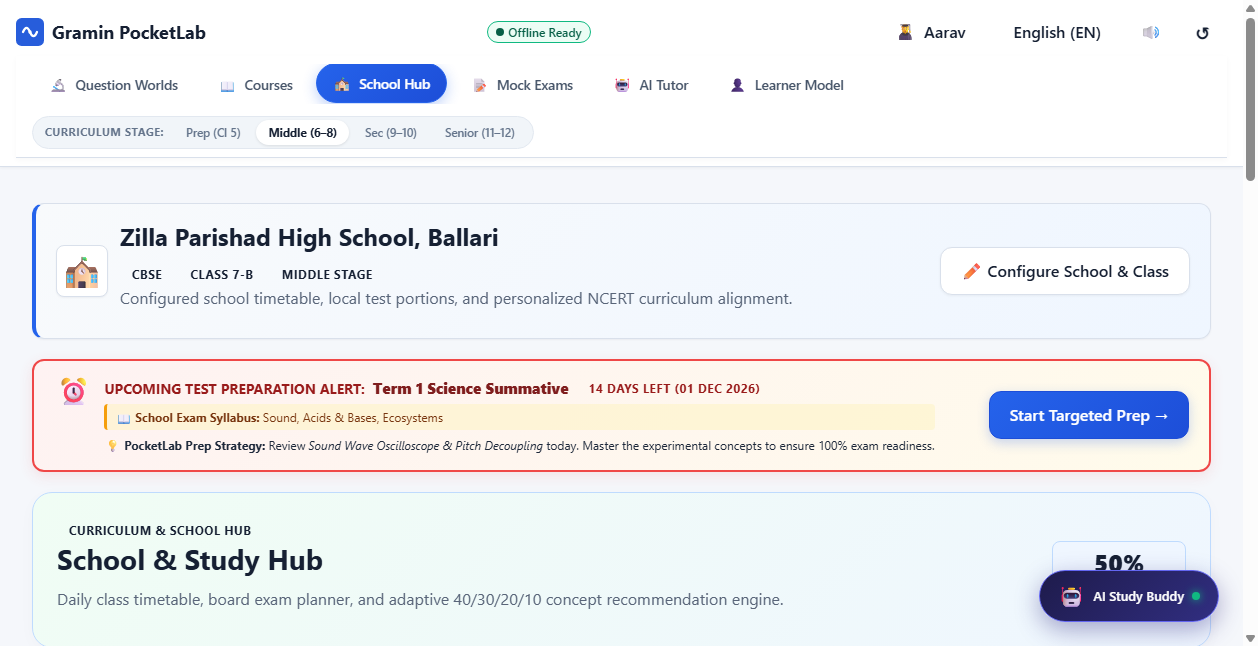 Gramin PocketLab
Offline Ready
Aarav
English (EN)
Question Worlds
Courses
School Hub
Mock Exams
AI Tutor
Learner Model
CURRICULUM STAGE:
Prep (Cl 5)
Middle (6–8)
Sec (9–10)
Senior (11–12)
Zilla Parishad High School, Ballari
CBSE
CLASS 7-B
MIDDLE STAGE
Configured school timetable, local test portions, and personalized NCERT curriculum alignment.
Configure School & Class
UPCOMING TEST PREPARATION ALERT: Term 1 Science Summative
14 DAYS LEFT (01 DEC 2026)
School Exam Syllabus: Sound, Acids & Bases, Ecosystems
PocketLab Prep Strategy: Review Sound Wave Oscilloscope & Pitch Decoupling today. Master the experimental concepts to ensure 100% exam readiness.
Start Targeted Prep →
CURRICULUM & SCHOOL HUB
School & Study Hub
Daily class timetable, board exam planner, and adaptive 40/30/20/10 concept recommendation engine.
50%
AI Study Buddy